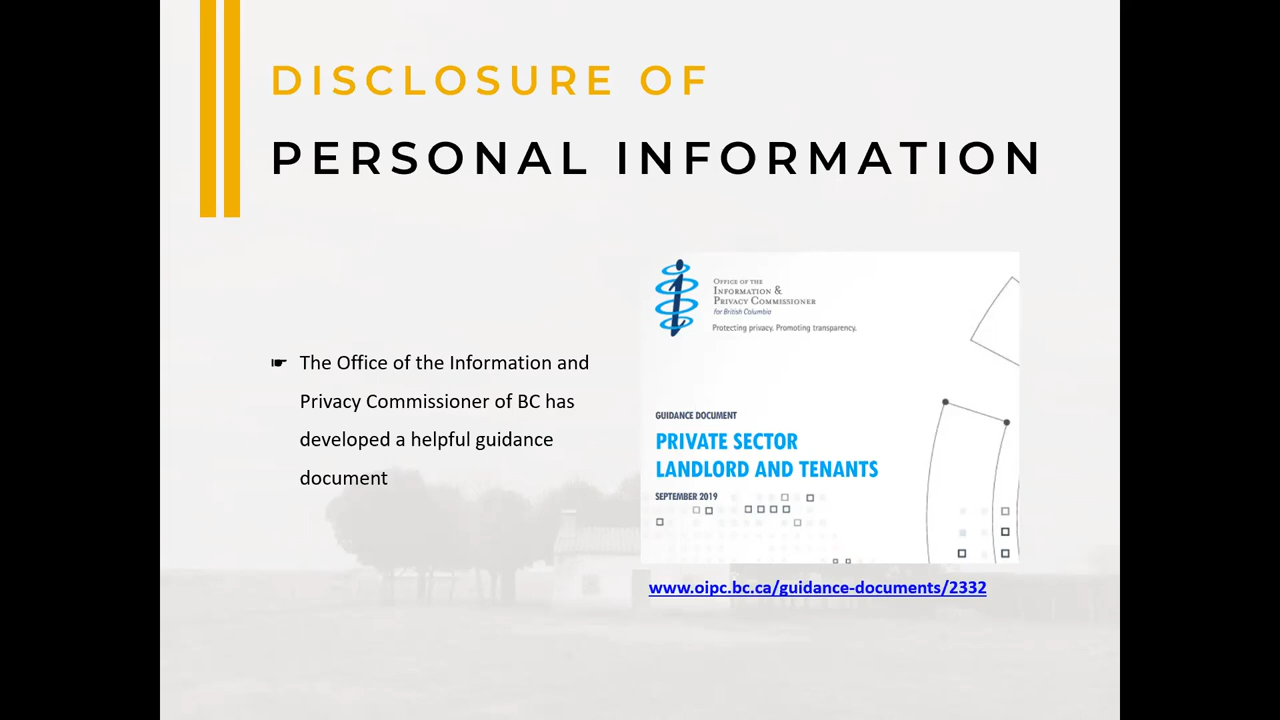 DISCLOSURE OF
PERSONAL INFORMATION
☛ The Office of the Information and
Privacy Commissioner of BC has
developed a helpful guidance
document
OFFICE OF THE
INFORMATION &
PRIVACY COMMISSIONER
for British Columbia
Protecting privacy. Promoting transparency.
GUIDANCE DOCUMENT
PRIVATE SECTOR
LANDLORD AND TENANTS
SEPTEMBER 2019
www.oipc.bc.ca/guidance-documents/2332